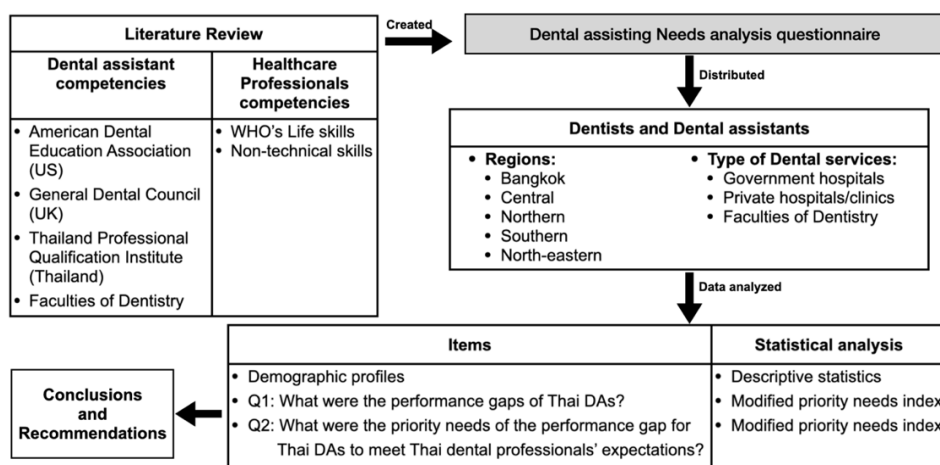 Literature Review
Dental assistant
competencies
Healthcare
Professionals
competencies
• American Dental
Education Association
(US)
• General Dental Council
(UK)
• Thailand Professional
Qualification Institute
(Thailand)
• Faculties of Dentistry
• WHO's Life skills
• Non-technical skills
Created
Dental assisting Needs analysis questionnaire
Distributed
Dentists and Dental assistants
• Regions:
• Bangkok
• Central
• Northern
• Southern
• North-eastern
• Type of Dental services:
• Government hospitals
• Private hospitals/clinics
• Faculties of Dentistry
Data analyzed
Items
• Demographic profiles
• Q1: What were the performance gaps of Thai DAs?
• Q2: What were the priority needs of the performance gap for
Thai DAs to meet Thai dental professionals' expectations?
Statistical analysis
• Descriptive statistics
• Modified priority needs index
• Modified priority needs index
Conclusions
and
Recommendations